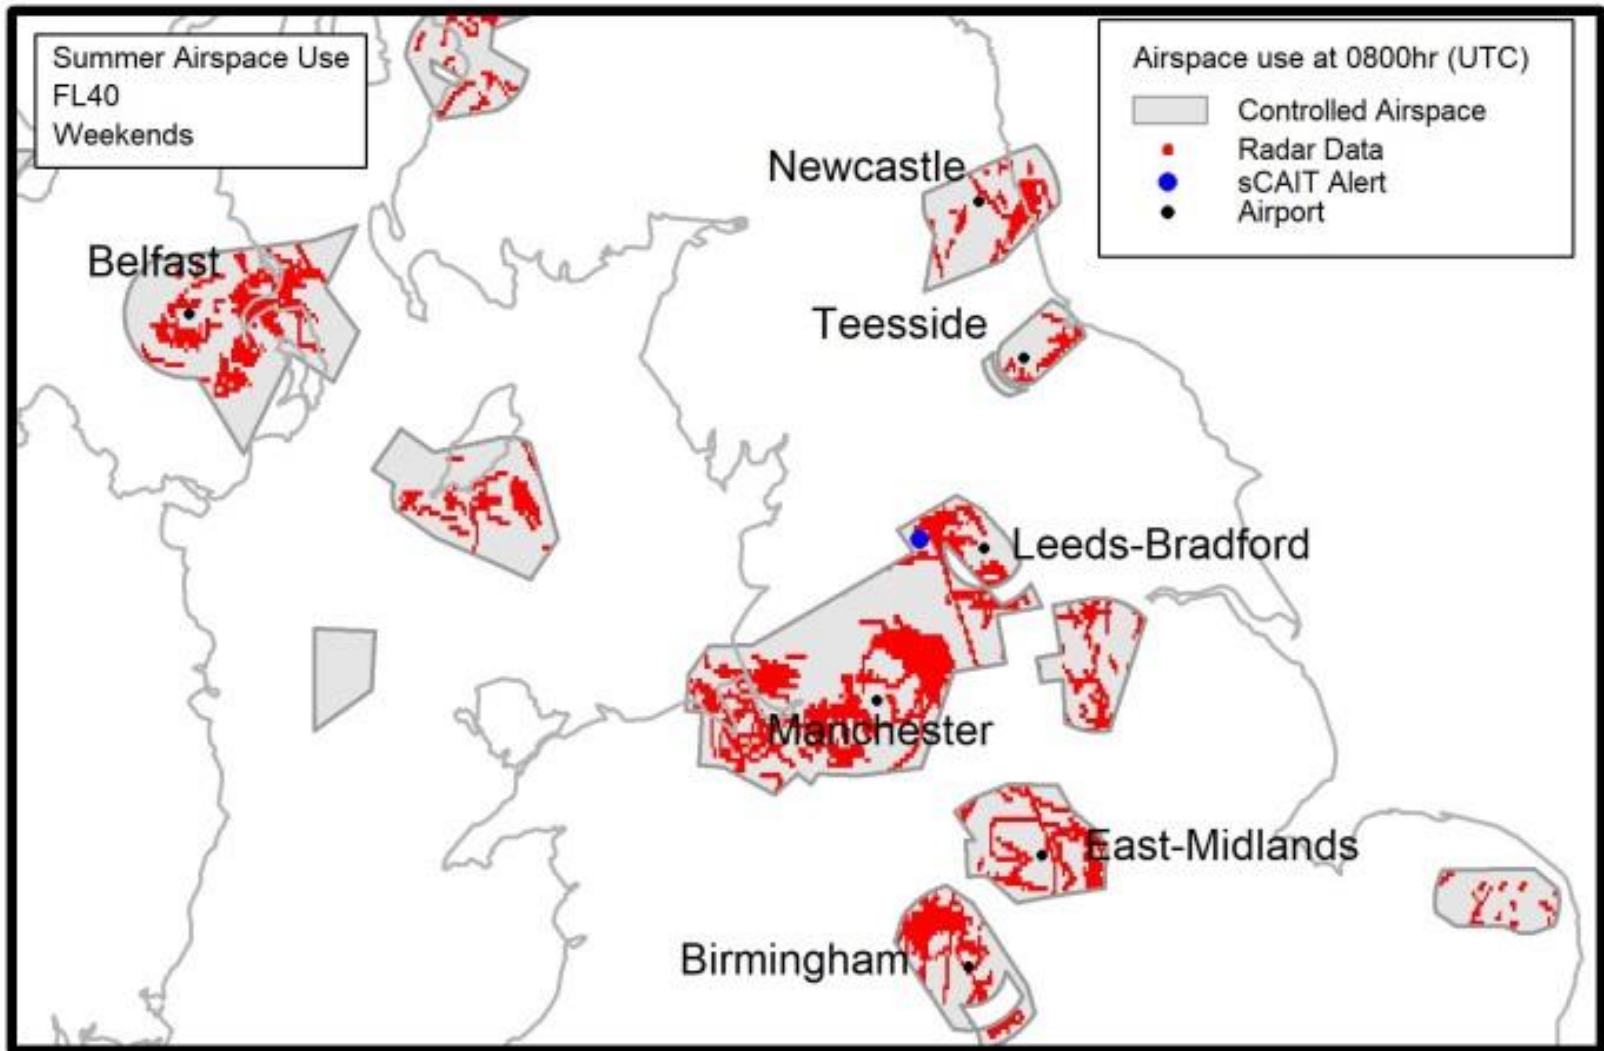 Summer Airspace Use
FL40
Weekends
Airspace use at 0800hr (UTC)
Controlled Airspace
Radar Data
sCAIT Alert
Airport
Newcastle
Belfast
Teesside
Leeds-Bradford
Manchester
East-Midlands
Birmingham